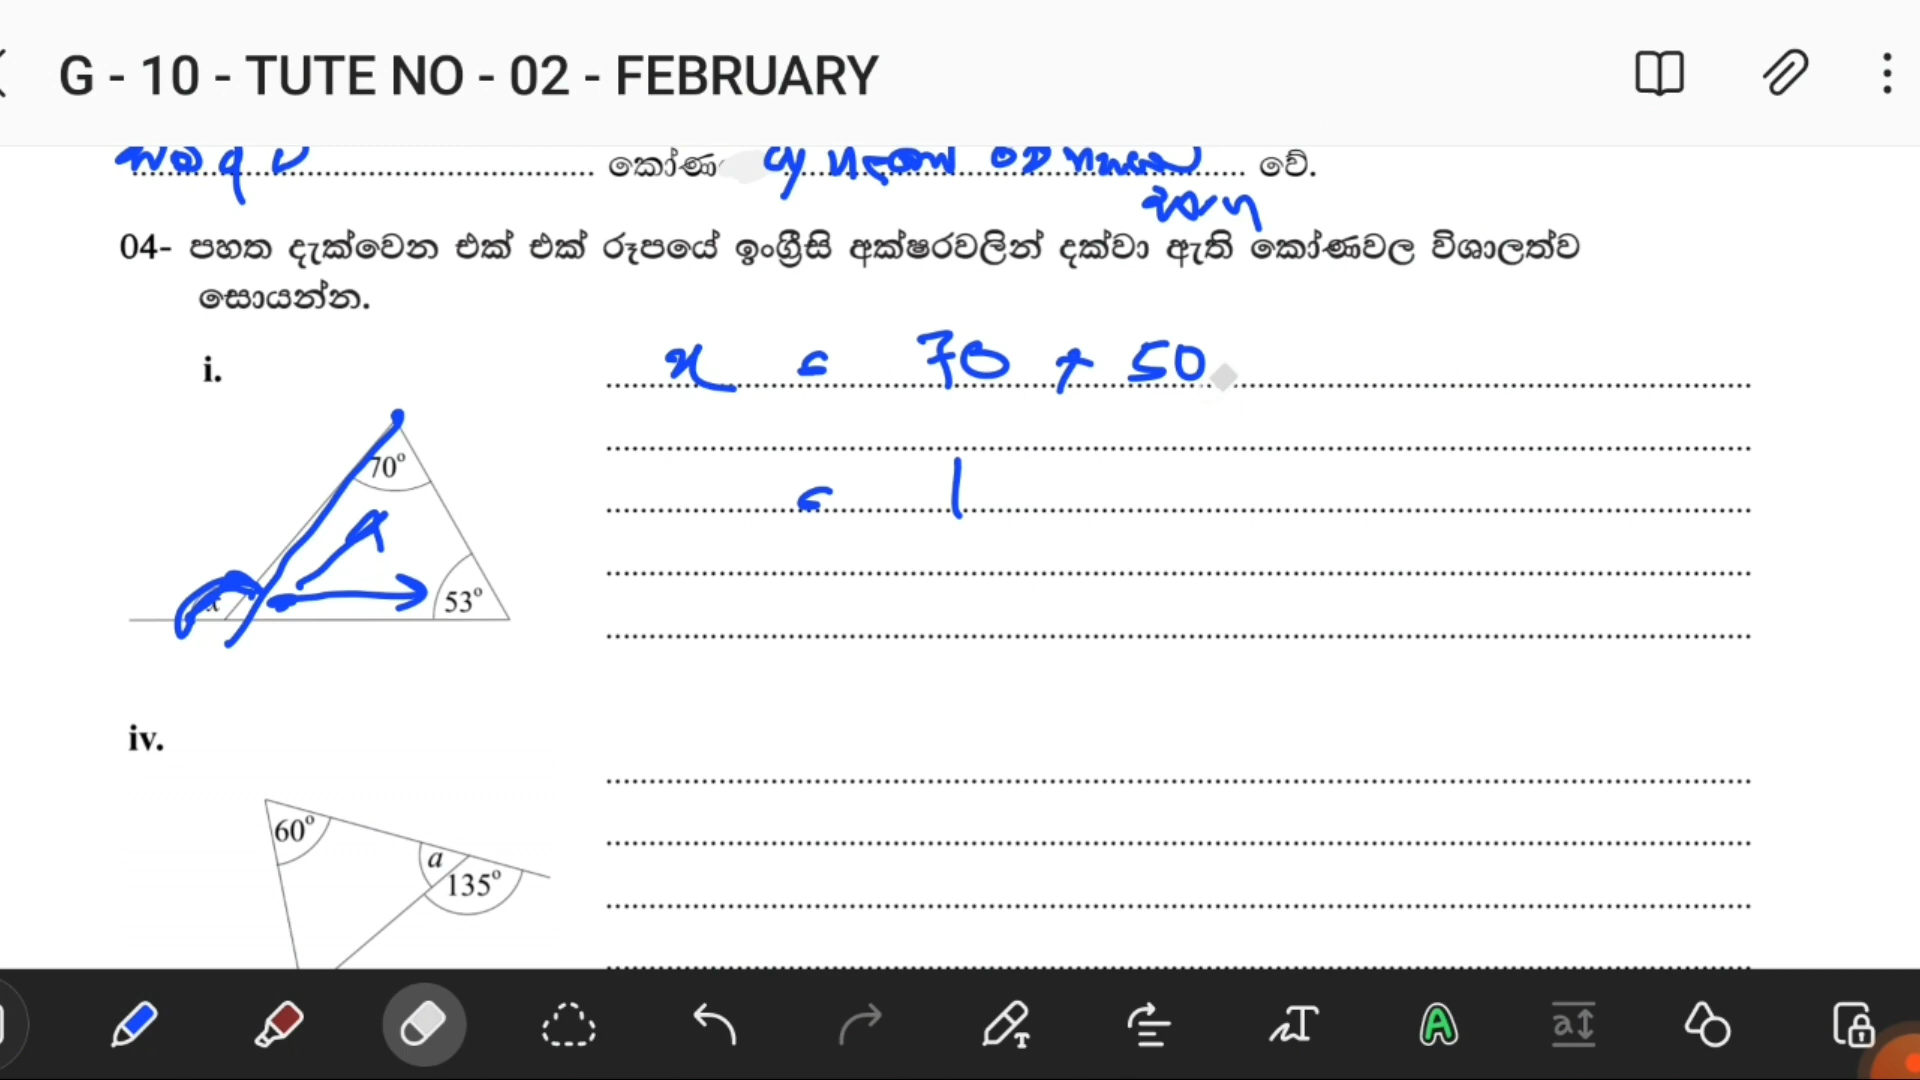 G - 10 - TUTE NO - 02 - FEBRUARY
කෝණ වේ.
04- පහත දැක්වෙන එක් එක් රූපයේ ඉංග්‍රීසි අක්ෂරවලින් දක්වා ඇති කෝණවල විශාලත්ව
සොයන්න.
i.
x = 70 + 50
70°
= 1
x
53°
iv.
60°
a
135°